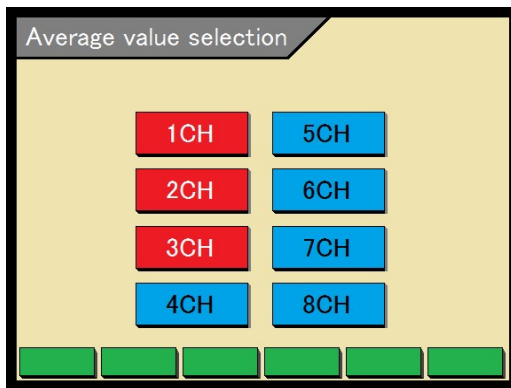 Average value selection
1CH 5CH
2CH 6CH
3CH 7CH
4CH 8CH